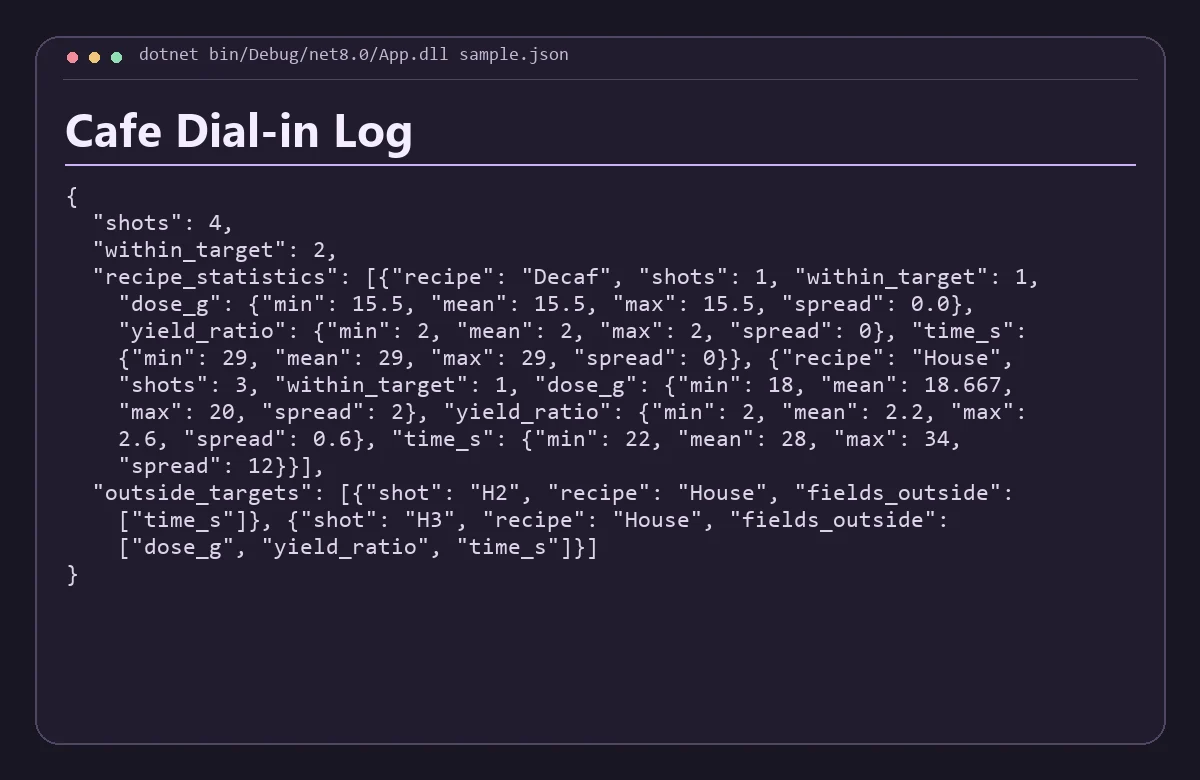 dotnet bin/Debug/net8.0/App.dll sample.json
Cafe Dial-in Log
{
  "shots": 4,
  "within_target": 2,
  "recipe_statistics": [{"recipe": "Decaf", "shots": 1, "within_target": 1,
    "dose_g": {"min": 15.5, "mean": 15.5, "max": 15.5, "spread": 0.0},
    "yield_ratio": {"min": 2, "mean": 2, "max": 2, "spread": 0}, "time_s":
    {"min": 29, "mean": 29, "max": 29, "spread": 0}}, {"recipe": "House",
    "shots": 3, "within_target": 1, "dose_g": {"min": 18, "mean": 18.667,
    "max": 20, "spread": 2}, "yield_ratio": {"min": 2, "mean": 2.2, "max":
    2.6, "spread": 0.6}, "time_s": {"min": 22, "mean": 28, "max": 34,
    "spread": 12}}],
  "outside_targets": [{"shot": "H2", "recipe": "House", "fields_outside":
    ["time_s"]}, {"shot": "H3", "recipe": "House", "fields_outside":
    ["dose_g", "yield_ratio", "time_s"]}]
}